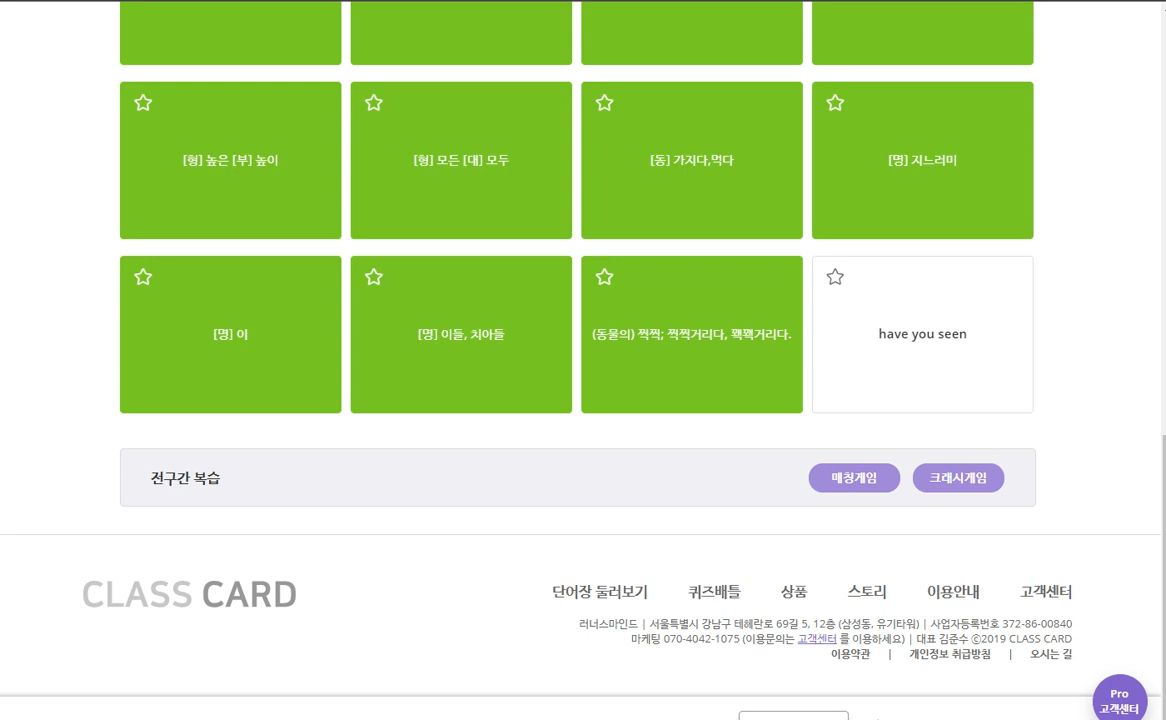 [형] 높은 [부] 높이
[형] 모든 [대] 모두
[동] 가지다,먹다
[명] 지느러미
[명] 이
[명] 이들, 치아들
(동물의) 찍찍; 찍찍거리다, 꽥꽥거리다.
have you seen
전구간 복습
매칭게임
크래시게임
CLASS CARD
단어장 둘러보기 퀴즈배틀 상품 스토리 이용안내 고객센터
러너스마인드 | 서울특별시 강남구 테헤란로 69길 5, 12층 (삼성동, 유기타워) | 사업자등록번호 372-86-00840
마케팅 070-4042-1075 (이용문의는 고객센터 를 이용하세요) | 대표 김준수 ⓒ2019 CLASS CARD
이용약관 | 개인정보 취급방침 | 오시는 길
Pro
고객센터